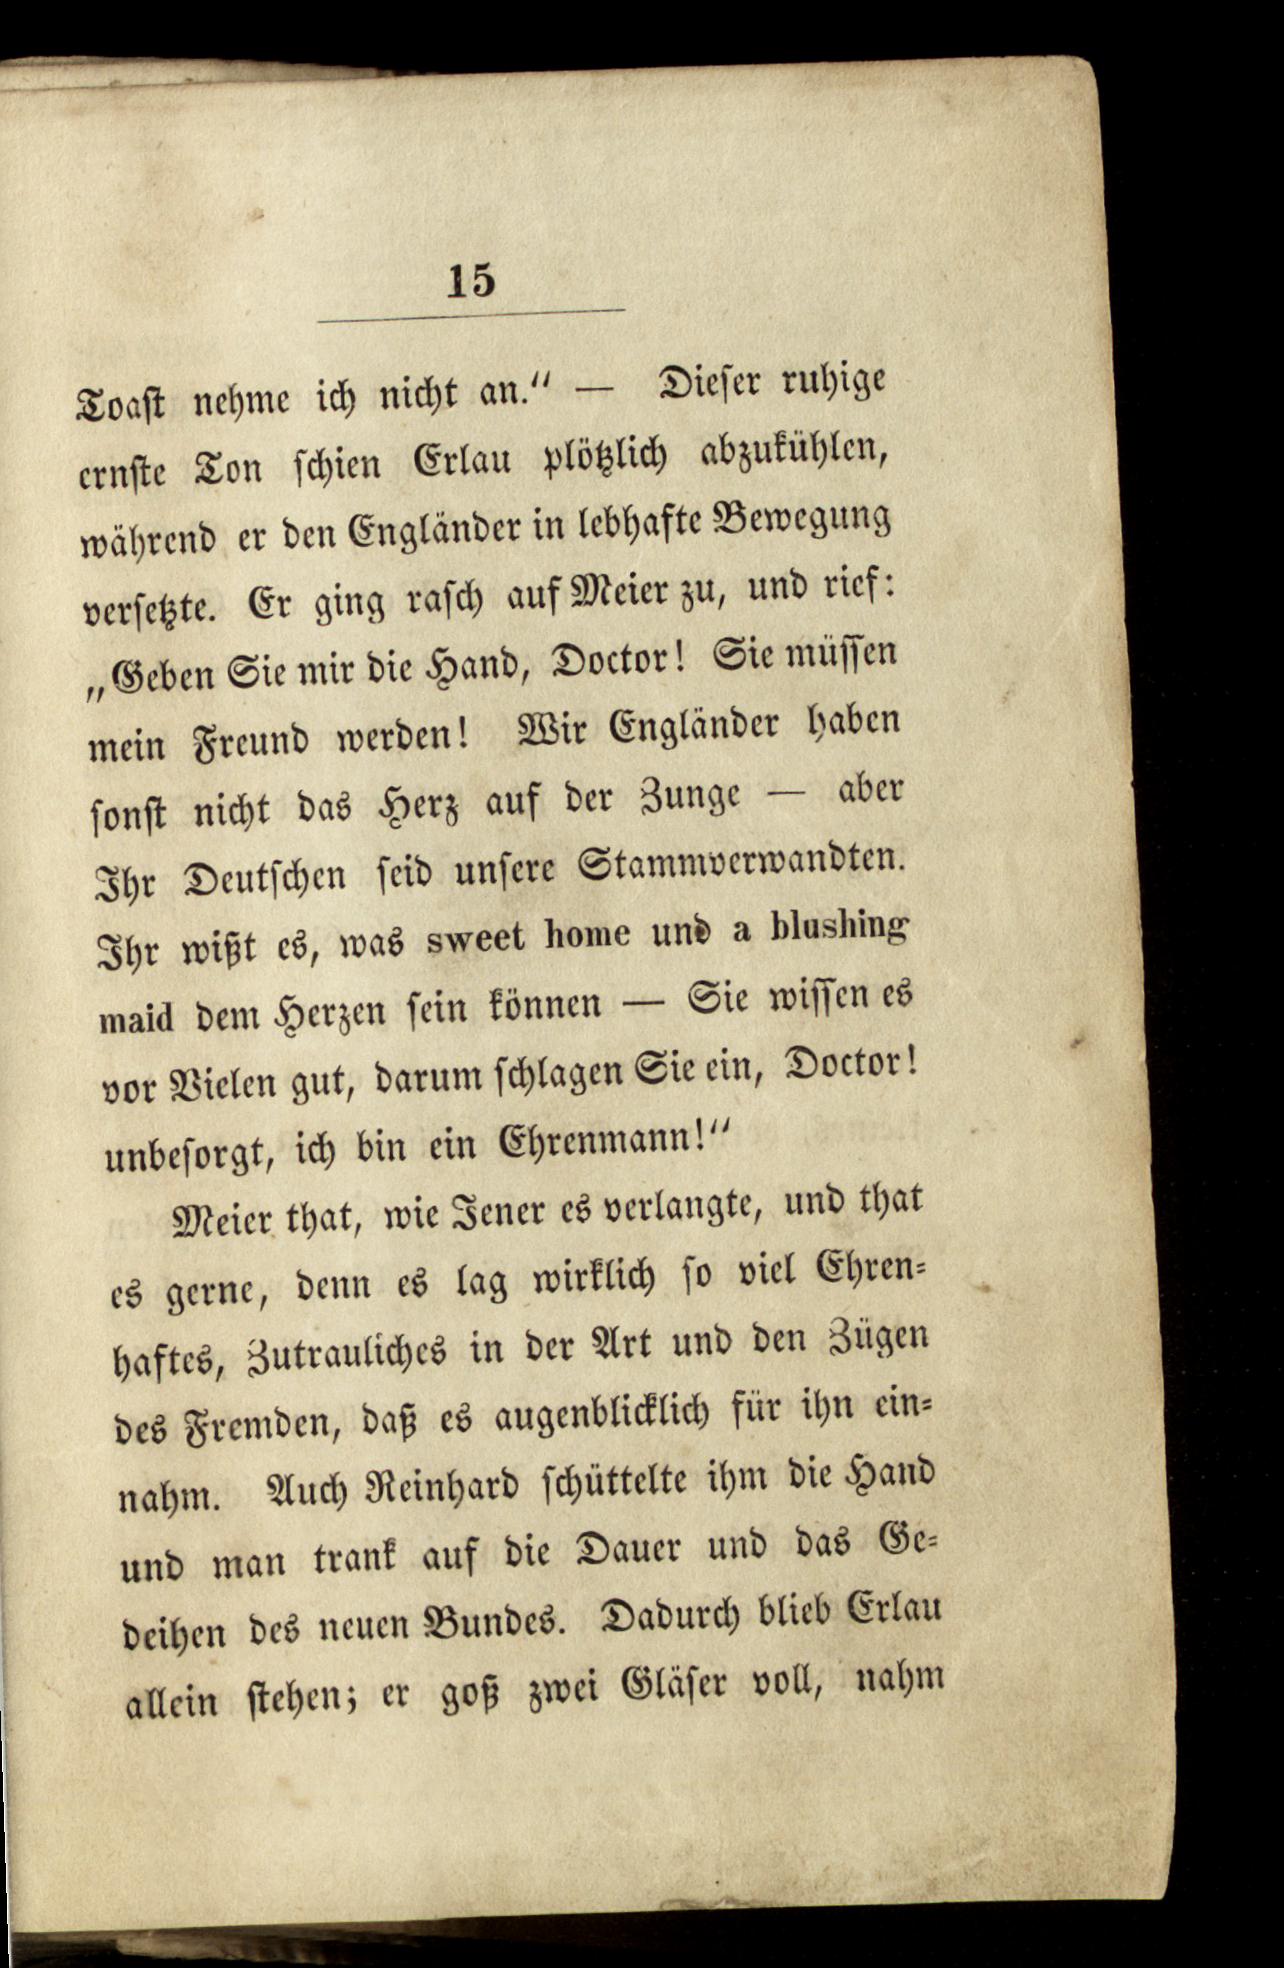 15
Toast nehme ich nicht an.“ — Dieser ruhige
ernste Ton schien Erlau plötzlich abzukühlen,
während er den Engländer in lebhafte Bewegung
versetzte. Er ging rasch auf Meier zu, und rief:
„Geben Sie mir die Hand, Doctor! Sie müssen
mein Freund werden! Wir Engländer haben
sonst nicht das Herz auf der Zunge — aber
Ihr Deutschen seid unsere Stammverwandten.
Ihr wißt es, was sweet home und a blushing
maid dem Herzen sein können — Sie wissen es
vor Vielen gut, darum schlagen Sie ein, Doctor!
unbesorgt, ich bin ein Ehrenmann!“
Meier that, wie Jener es verlangte, und that
es gerne, denn es lag wirklich so viel Ehren-
haftes, Zutrauliches in der Art und den Zügen
des Fremden, daß es augenblicklich für ihn ein-
nahm. Auch Reinhard schüttelte ihm die Hand
und man trank auf die Dauer und das Ge-
deihen des neuen Bundes. Dadurch blieb Erlau
allein stehen; er goß zwei Gläser voll, nahm